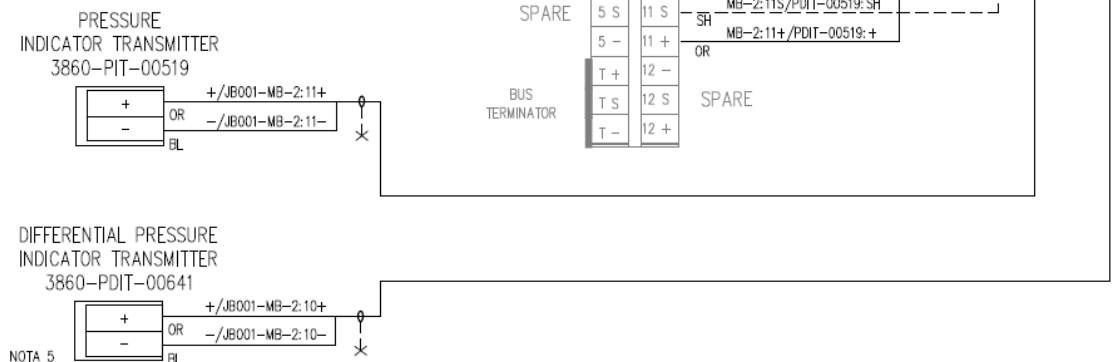 PRESSURE
INDICATOR TRANSMITTER
3860-PIT-00519
+
-
OR
BL
+/JB001-MB-2:11+
-/JB001-MB-2:11-
SPARE
5 S
11 S
SH
MB-2:11S/PDIT-00519:SH
5 -
11 +
OR
MB-2:11+/PDIT-00519:+
BUS
TERMINATOR
T +
12 -
T S
12 S
SPARE
T -
12 +
DIFFERENTIAL PRESSURE
INDICATOR TRANSMITTER
3860-PDIT-00641
+
-
OR
BL
+/JB001-MB-2:10+
-/JB001-MB-2:10-
NOTA 5